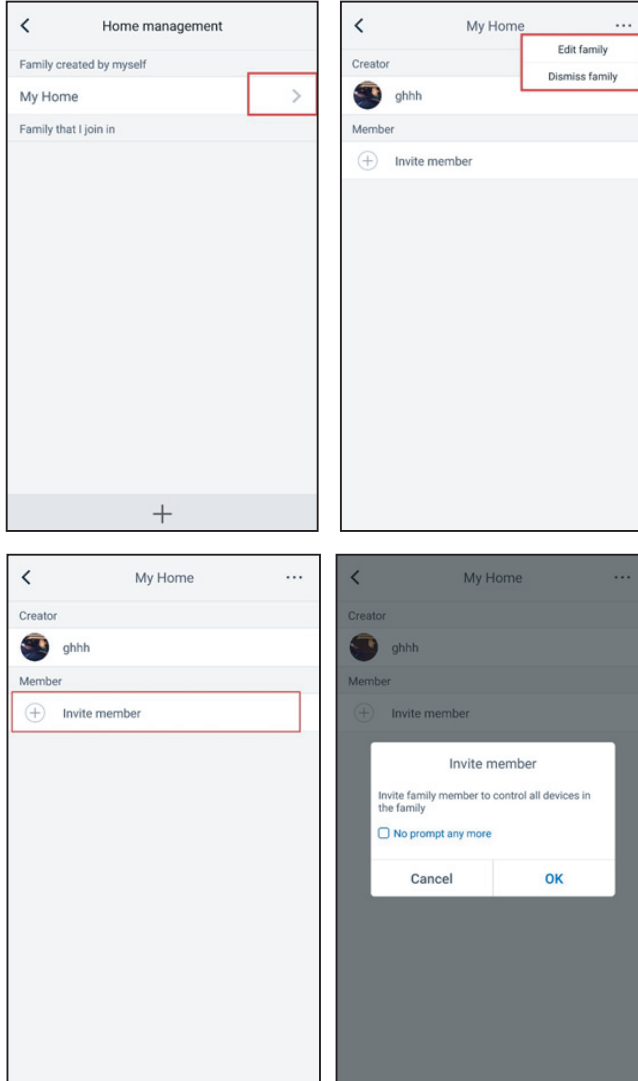 Home management
Family created by myself
My Home
Family that I join in
My Home
Edit family
Dismiss family
Creator
ghhh
Member
Invite member
My Home
Creator
ghhh
Member
Invite member
My Home
Creator
ghhh
Member
Invite member
Invite member
Invite family member to control all devices in
the family
No prompt any more
Cancel OK